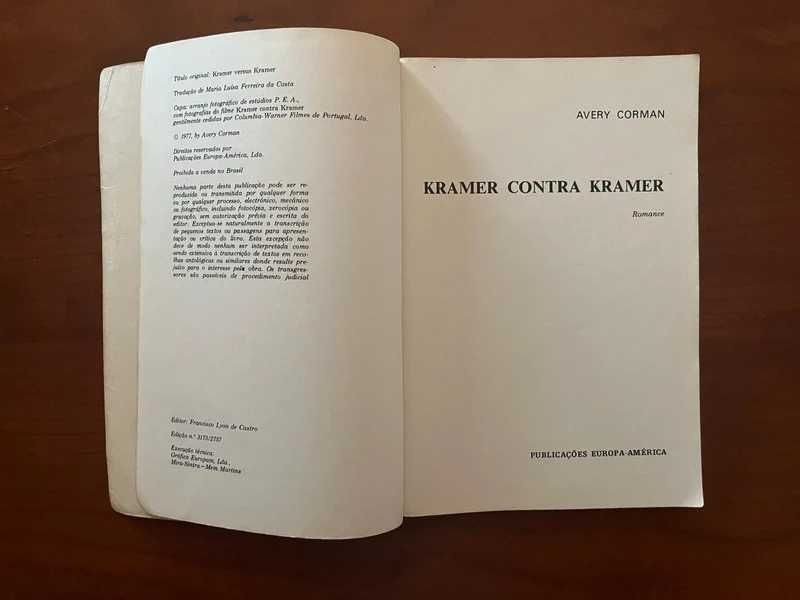 Título original: Kramer versus Kramer
Tradução de Maria Luísa Ferreira da Costa
Capa: arranjo fotográfico de estúdios P. E. A.,
com fotografias do filme Kramer contra Kramer
gentilmente cedidas por Columbia-Warner Filmes de Portugal, Lda.
© 1977, by Avery Corman
Direitos reservados por
Publicações Europa-América, Lda.
Proibida a venda no Brasil
Nenhuma parte desta publicação pode ser re-
produzida ou transmitida por qualquer forma
ou por qualquer processo, electrónico, mecânico
ou fotográfico, incluindo fotocópia, xerocópia ou
gravação, sem autorização prévia e escrita do
editor. Exceptua-se naturalmente a transcrição
de pequenos textos ou passagens para apresen-
tação ou crítica do livro. Esta excepção não
deve de modo nenhum ser interpretada como
sendo extensiva à transcrição de textos em reco-
lhas antológicas ou similares donde resulte pre-
juízo para o interesse pela obra. Os transgres-
sores são passíveis de procedimento judicial
Editor: Francisco Lyon de Castro
Edição n.º 3173/2787
Execução técnica:
Gráfica Europam, Lda.,
Mira-Sintra – Mem Martins
AVERY CORMAN
KRAMER CONTRA KRAMER
Romance
PUBLICAÇÕES EUROPA-AMÉRICA